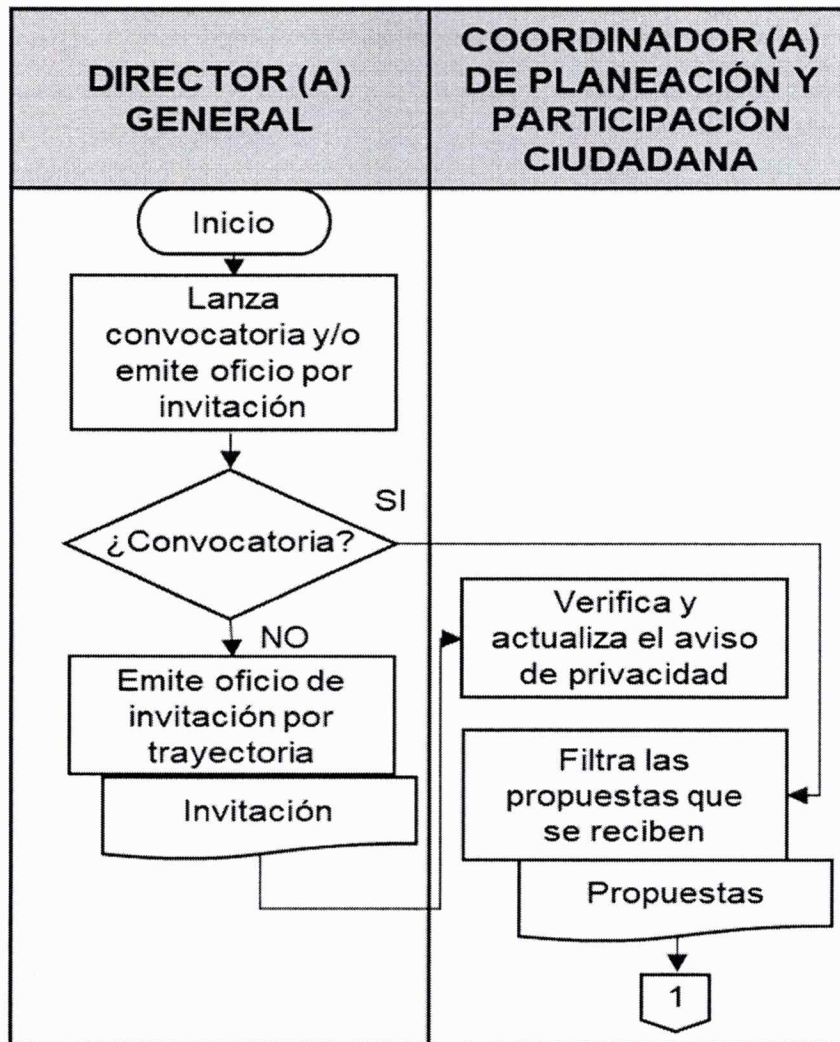 DIRECTOR (A)
GENERAL
COORDINADOR (A)
DE PLANEACIÓN Y
PARTICIPACIÓN
CIUDADANA
Inicio
Lanza
convocatoria y/o
emite oficio por
invitación
¿Convocatoria?
SI
NO
Emite oficio de
invitación por
trayectoria
Invitación
Verifica y
actualiza el aviso
de privacidad
Filtra las
propuestas que
se reciben
Propuestas
1